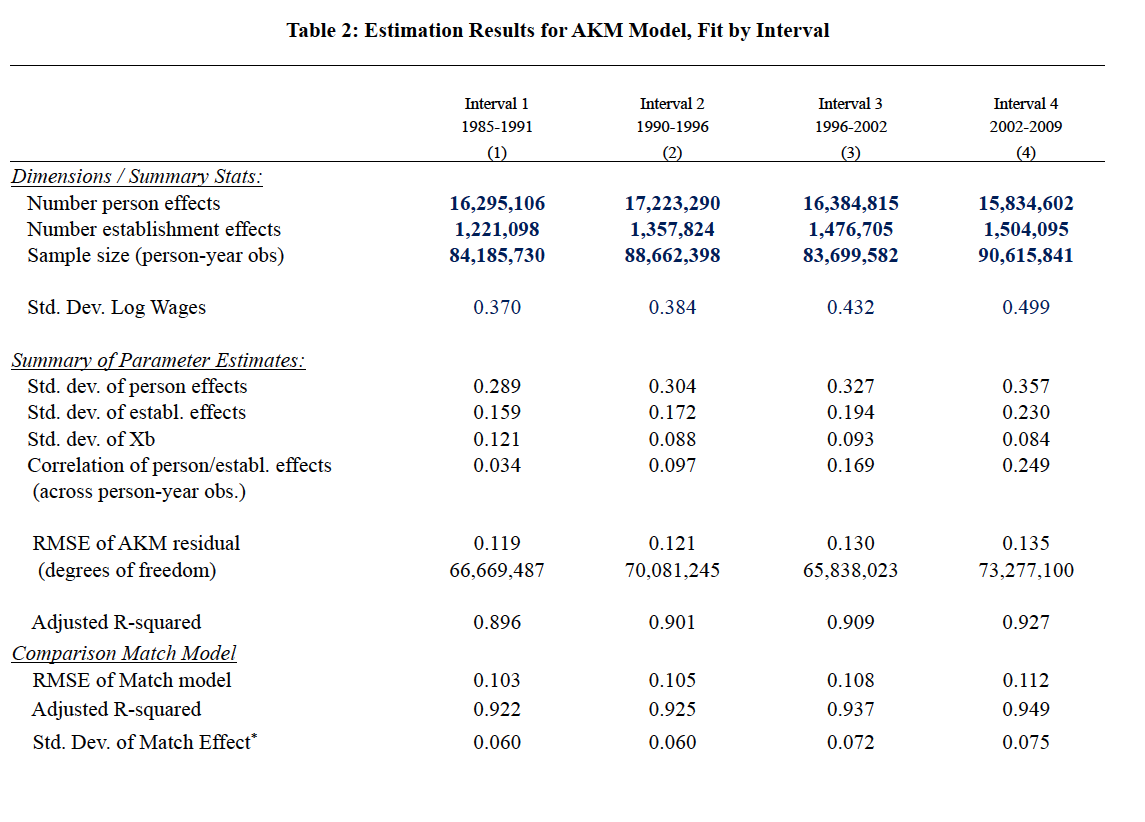 Table 2: Estimation Results for AKM Model, Fit by Interval
Interval 1 Interval 2 Interval 3 Interval 4
1985-1991 1990-1996 1996-2002 2002-2009
(1) (2) (3) (4)
Dimensions / Summary Stats:
Number person effects 16,295,106 17,223,290 16,384,815 15,834,602
Number establishment effects 1,221,098 1,357,824 1,476,705 1,504,095
Sample size (person-year obs) 84,185,730 88,662,398 83,699,582 90,615,841
Std. Dev. Log Wages 0.370 0.384 0.432 0.499
Summary of Parameter Estimates:
Std. dev. of person effects 0.289 0.304 0.327 0.357
Std. dev. of establ. effects 0.159 0.172 0.194 0.230
Std. dev. of Xb 0.121 0.088 0.093 0.084
Correlation of person/establ. effects 0.034 0.097 0.169 0.249
(across person-year obs.)
RMSE of AKM residual 0.119 0.121 0.130 0.135
(degrees of freedom) 66,669,487 70,081,245 65,838,023 73,277,100
Adjusted R-squared 0.896 0.901 0.909 0.927
Comparison Match Model
RMSE of Match model 0.103 0.105 0.108 0.112
Adjusted R-squared 0.922 0.925 0.937 0.949
Std. Dev. of Match Effect* 0.060 0.060 0.072 0.075